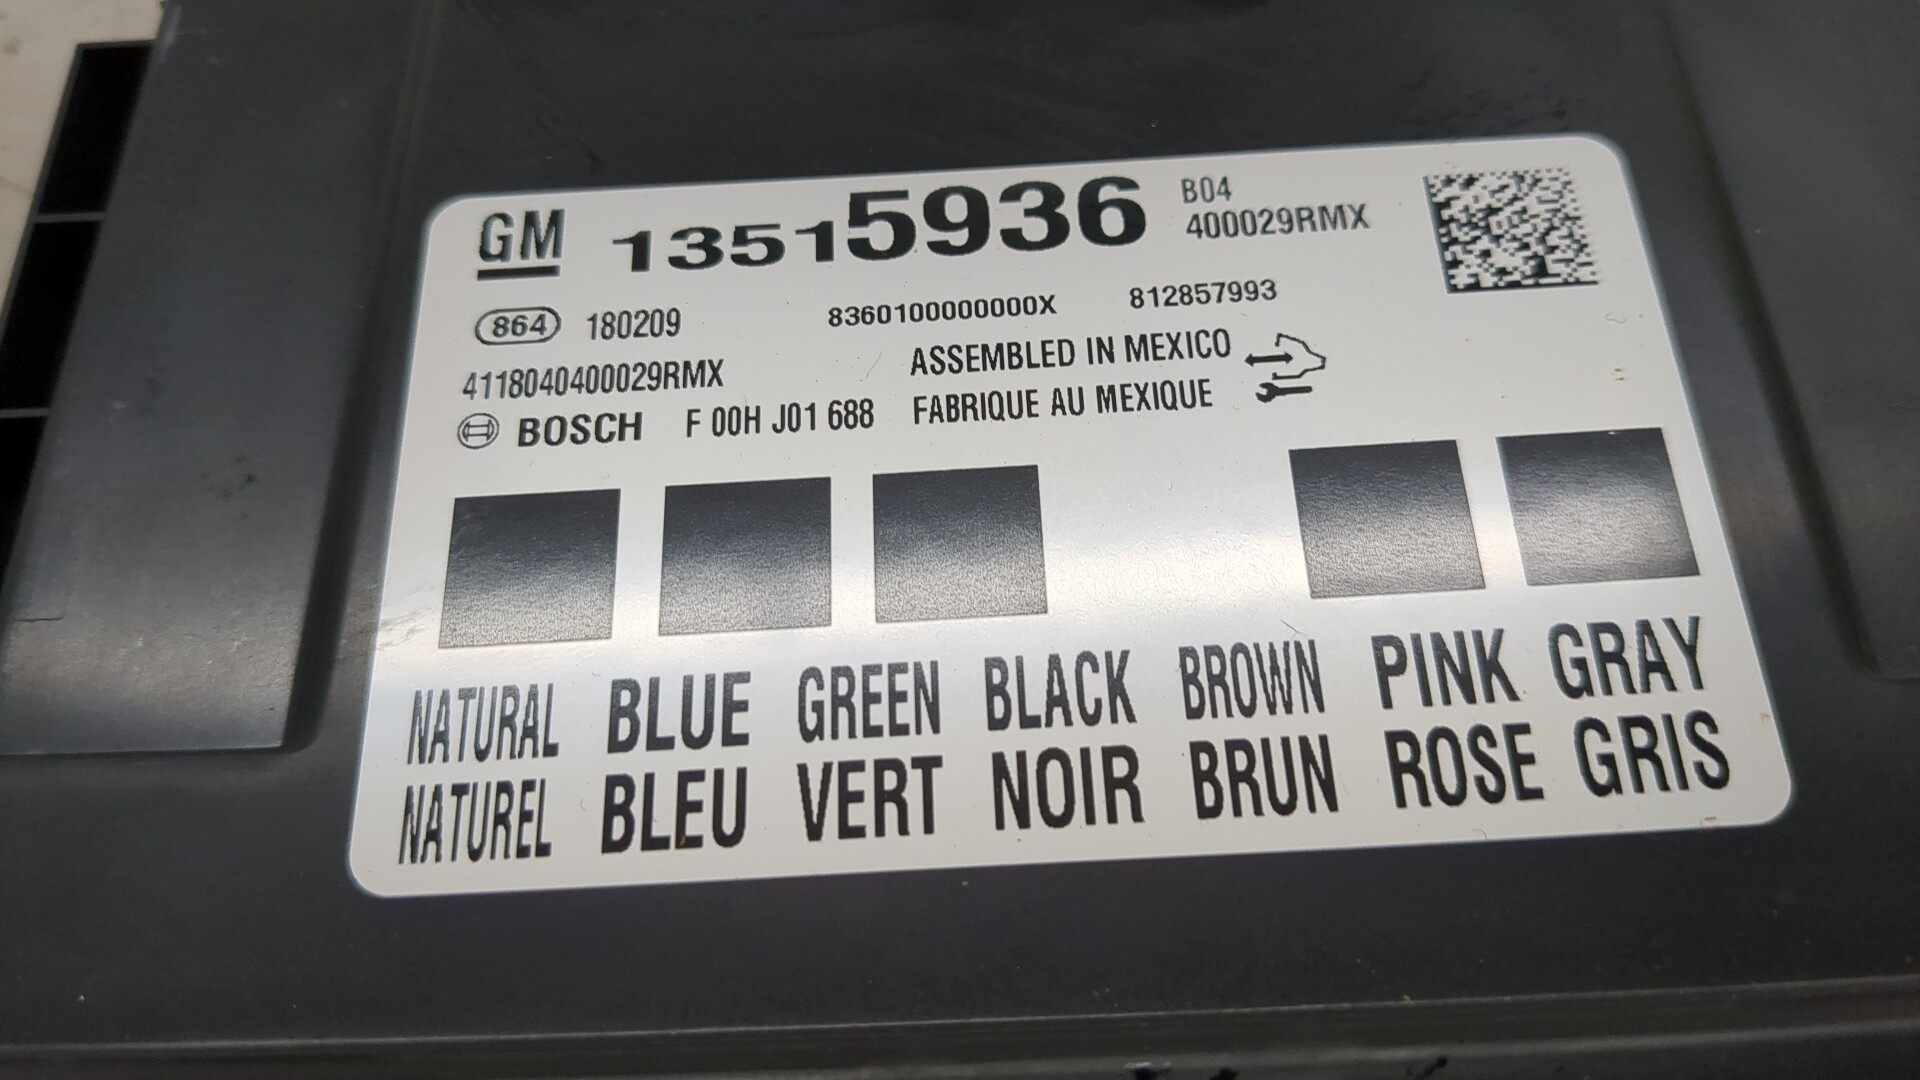 GM 13515936 B04
400029RMX
864 180209 8360100000000X 812857993
4118040400029RMX ASSEMBLED IN MEXICO
BOSCH F 00H J01 688 FABRIQUE AU MEXIQUE
NATURAL BLUE GREEN BLACK BROWN PINK GRAY
NATUREL BLEU VERT NOIR BRUN ROSE GRIS